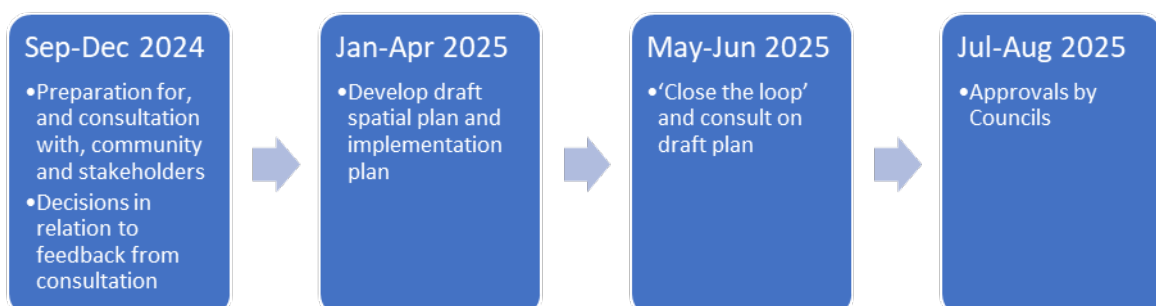 Sep-Dec 2024
•Preparation for,
and consultation
with, community
and stakeholders
•Decisions in
relation to
feedback from
consultation
Jan-Apr 2025
•Develop draft
spatial plan and
implementation
plan
May-Jun 2025
•‘Close the loop’
and consult on
draft plan
Jul-Aug 2025
•Approvals by
Councils